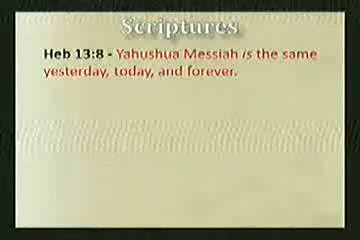 Scriptures
Heb 13:8 - Yahushua Messiah is the same
yesterday, today, and forever.